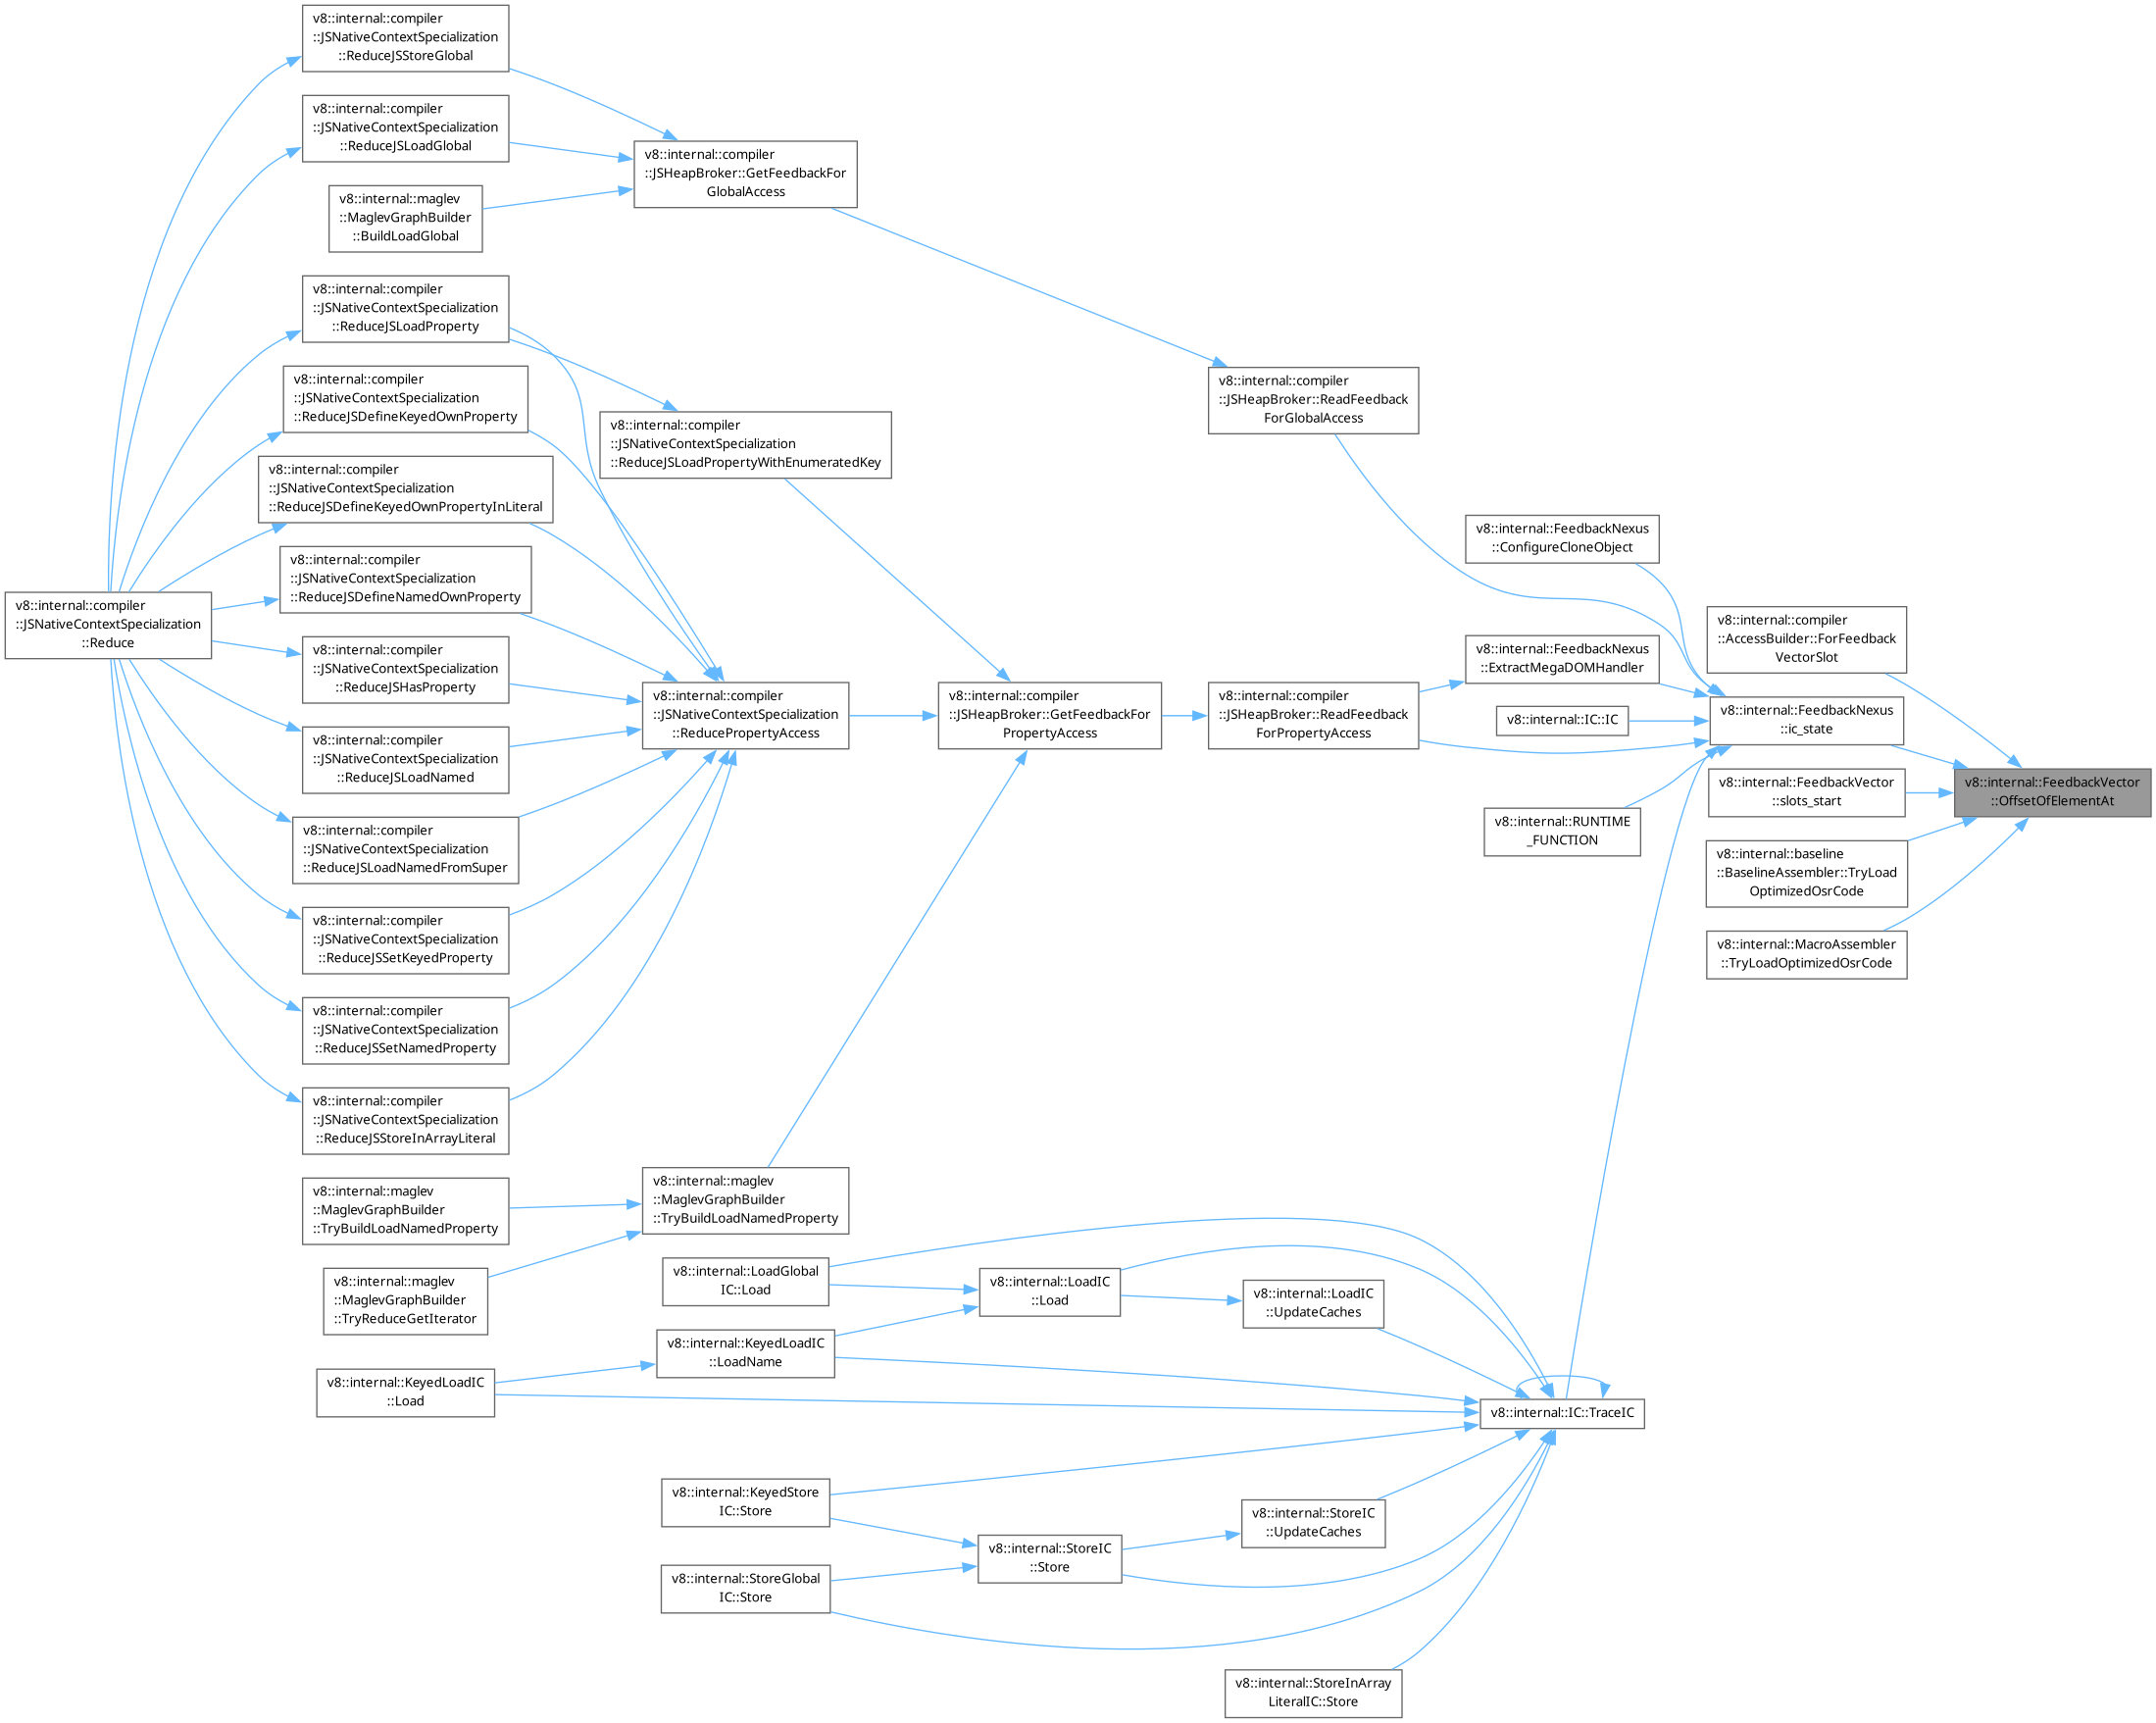 v8::internal::compiler
::JSNativeContextSpecialization
::ReduceJSStoreGlobal
v8::internal::compiler
::JSNativeContextSpecialization
::ReduceJSLoadGlobal
v8::internal::maglev
::MaglevGraphBuilder
::BuildLoadGlobal
v8::internal::compiler
::JSNativeContextSpecialization
::ReduceJSLoadProperty
v8::internal::compiler
::JSNativeContextSpecialization
::ReduceJSDefineKeyedOwnProperty
v8::internal::compiler
::JSNativeContextSpecialization
::ReduceJSDefineKeyedOwnPropertyInLiteral
v8::internal::compiler
::JSNativeContextSpecialization
::ReduceJSDefineNamedOwnProperty
v8::internal::compiler
::JSNativeContextSpecialization
::Reduce
v8::internal::compiler
::JSNativeContextSpecialization
::ReduceJSHasProperty
v8::internal::compiler
::JSNativeContextSpecialization
::ReduceJSLoadNamed
v8::internal::compiler
::JSNativeContextSpecialization
::ReduceJSLoadNamedFromSuper
v8::internal::compiler
::JSNativeContextSpecialization
::ReduceJSSetKeyedProperty
v8::internal::compiler
::JSNativeContextSpecialization
::ReduceJSSetNamedProperty
v8::internal::compiler
::JSNativeContextSpecialization
::ReduceJSStoreInArrayLiteral
v8::internal::maglev
::MaglevGraphBuilder
::TryBuildLoadNamedProperty
v8::internal::maglev
::MaglevGraphBuilder
::TryReduceGetIterator
v8::internal::KeyedLoadIC
::Load
v8::internal::compiler
::JSHeapBroker::GetFeedbackFor
GlobalAccess
v8::internal::compiler
::JSNativeContextSpecialization
::ReduceJSLoadPropertyWithEnumeratedKey
v8::internal::compiler
::JSNativeContextSpecialization
::ReducePropertyAccess
v8::internal::maglev
::MaglevGraphBuilder
::TryBuildLoadNamedProperty
v8::internal::LoadGlobal
IC::Load
v8::internal::KeyedLoadIC
::LoadName
v8::internal::KeyedStore
IC::Store
v8::internal::StoreGlobal
IC::Store
v8::internal::compiler
::JSHeapBroker::GetFeedbackFor
PropertyAccess
v8::internal::LoadIC
::Load
v8::internal::StoreIC
::Store
v8::internal::compiler
::JSHeapBroker::ReadFeedback
ForGlobalAccess
v8::internal::compiler
::JSHeapBroker::ReadFeedback
ForPropertyAccess
v8::internal::LoadIC
::UpdateCaches
v8::internal::StoreIC
::UpdateCaches
v8::internal::StoreInArray
LiteralIC::Store
v8::internal::FeedbackNexus
::ConfigureCloneObject
v8::internal::FeedbackNexus
::ExtractMegaDOMHandler
v8::internal::IC::IC
v8::internal::RUNTIME
_FUNCTION
v8::internal::IC::TraceIC
v8::internal::compiler
::AccessBuilder::ForFeedback
VectorSlot
v8::internal::FeedbackNexus
::ic_state
v8::internal::FeedbackVector
::slots_start
v8::internal::baseline
::BaselineAssembler::TryLoad
OptimizedOsrCode
v8::internal::MacroAssembler
::TryLoadOptimizedOsrCode
v8::internal::FeedbackVector
::OffsetOfElementAt